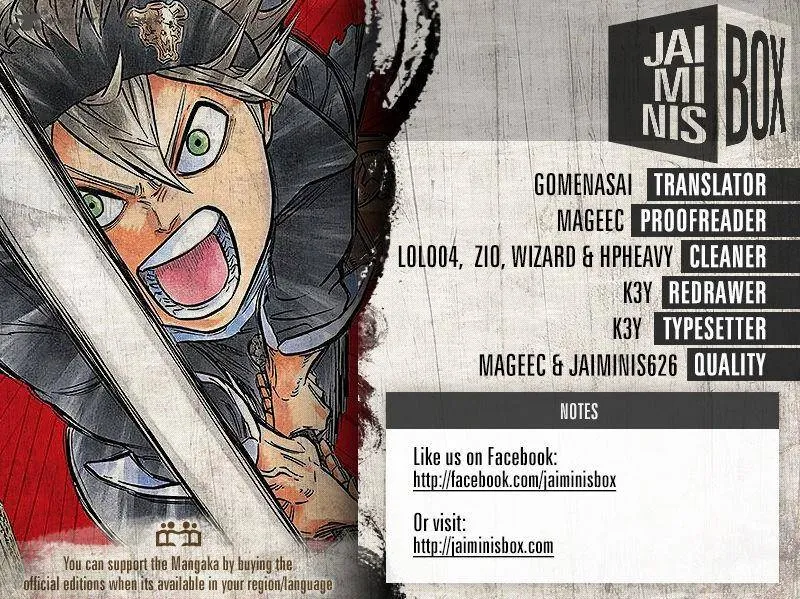 JAI
MI
NIS
BOX
GOMENASAI TRANSLATOR
MAGEEC PROOFREADER
LOL004, ZIO, WIZARD & HPHEAVY CLEANER
K3Y REDRAWER
K3Y TYPESETTER
MAGEEC & JAIMINIS626 QUALITY
NOTES
Like us on Facebook:
http://facebook.com/jaiminisbox
Or visit:
http://jaiminisbox.com
You can support the Mangaka by buying the
official editions when its available in your region/language